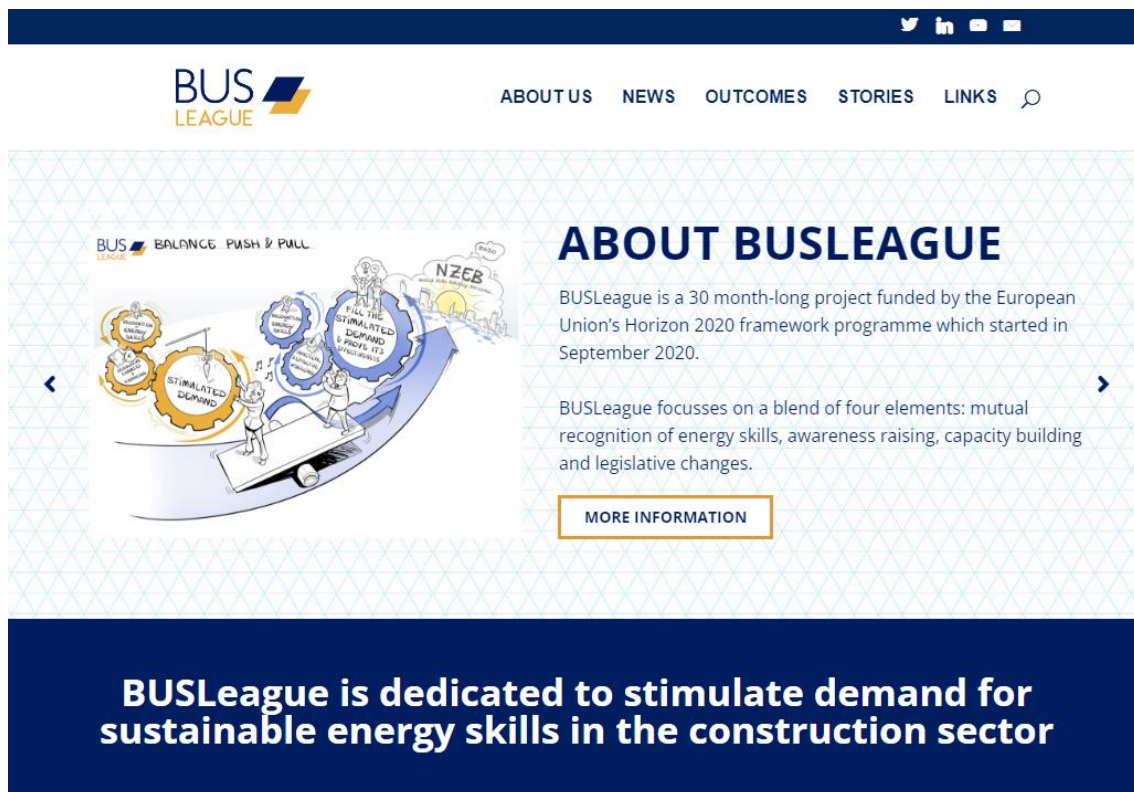 BUS
LEAGUE
ABOUT US NEWS OUTCOMES STORIES LINKS
BUS
LEAGUE
BALANCE PUSH & PULL
NZEB
FILL THE
STIMULATED
DEMAND
& PROVE ITS
EFFECTIVENESS
RECOGNITION
ENERGY
SKILLS
STIMULATED
DEMAND
ABOUT BUSLEAGUE
BUSLeague is a 30 month-long project funded by the European
Union’s Horizon 2020 framework programme which started in
September 2020.
BUSLeague focusses on a blend of four elements: mutual
recognition of energy skills, awareness raising, capacity building
and legislative changes.
MORE INFORMATION
BUSLeague is dedicated to stimulate demand for
sustainable energy skills in the construction sector